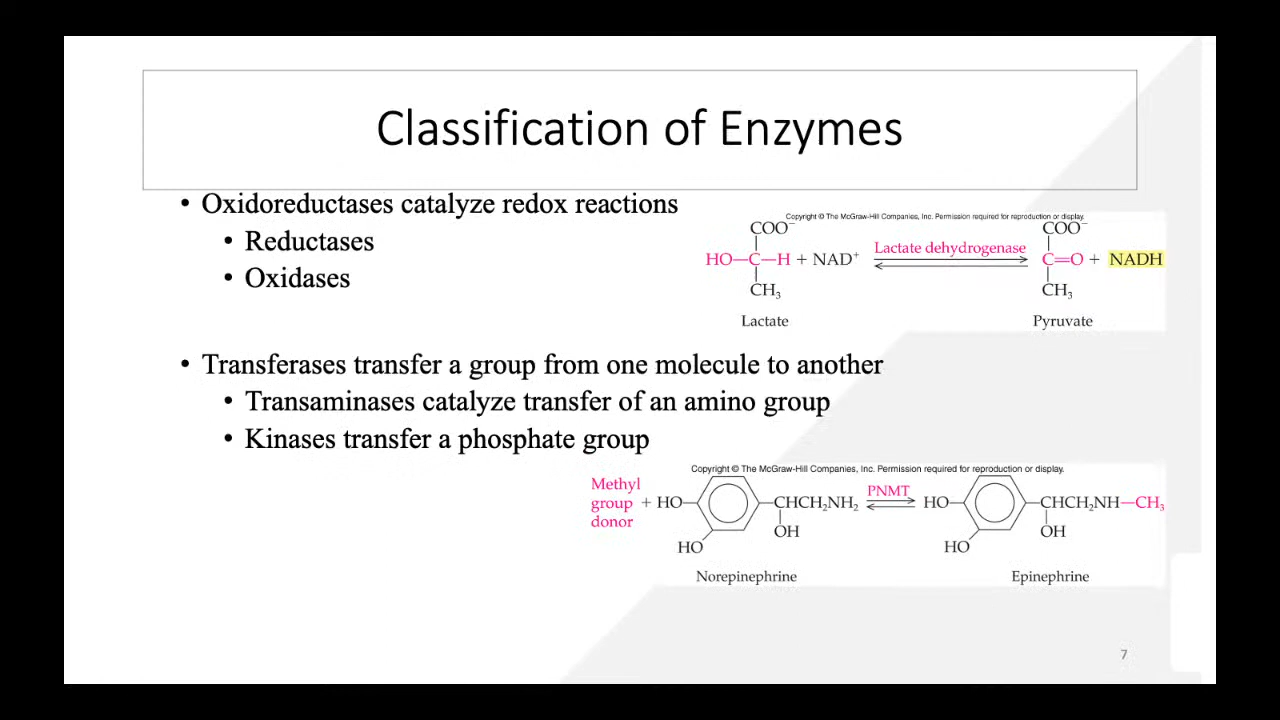 Classification of Enzymes
• Oxidoreductases catalyze redox reactions
• Reductases
• Oxidases
Copyright © The McGraw-Hill Companies, Inc. Permission required for reproduction or display.
COO⁻ COO⁻
HO—C—H + NAD⁺ Lactate dehydrogenase C=O + NADH
CH₃ CH₃
Lactate Pyruvate
• Transferases transfer a group from one molecule to another
• Transaminases catalyze transfer of an amino group
• Kinases transfer a phosphate group
Copyright © The McGraw-Hill Companies, Inc. Permission required for reproduction or display.
Methyl
group + HO CHCH₂NH₂ PNMT HO CHCH₂NH—CH₃
donor OH OH
HO HO
Norepinephrine Epinephrine
7